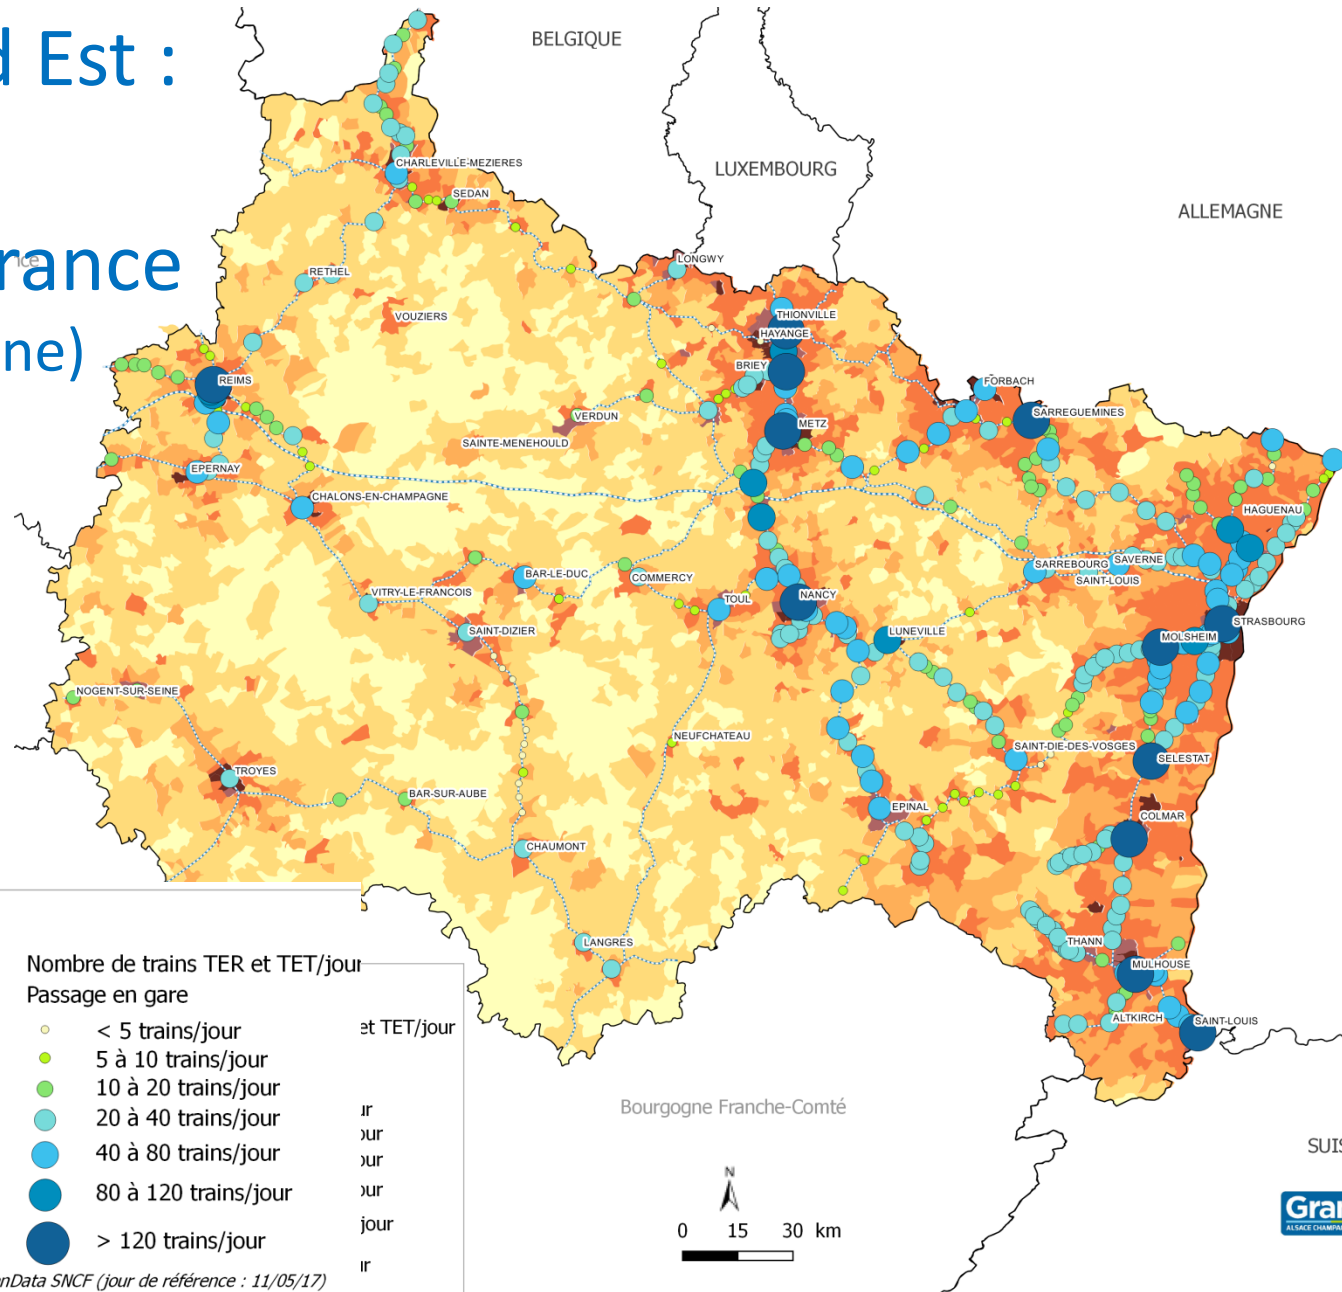 d Est :
BELGIQUE
LUXEMBOURG
ALLEMAGNE
rance
ne)
CHARLEVILLE-MEZIERES
SEDAN
LONGWY
RETHEL
VOUZIERS
THIONVILLE
HAYANGE
BRIEY
REIMS
FORBACH
SARREGUEMINES
VERDUN
METZ
SAINTE-MENEHOULD
EPERNAY
CHALONS-EN-CHAMPAGNE
HAGUENAU
BAR-LE-DUC
COMMERCY
SARREBOURG
SAVERNE
SAINT-LOUIS
VITRY-LE-FRANCOIS
TOUL
NANCY
STRASBOURG
SAINT-DIZIER
LUNEVILLE
MOLSHEIM
NOGENT-SUR-SEINE
NEUFCHATEAU
SAINT-DIE-DES-VOSGES
SELESTAT
TROYES
BAR-SUR-AUBE
EPINAL
COLMAR
CHAUMONT
LANGRES
THANN
MULHOUSE
ALTKIRCH
SAINT-LOUIS
Nombre de trains TER et TET/jour
Passage en gare
< 5 trains/jour
et TET/jour
5 à 10 trains/jour
10 à 20 trains/jour
20 à 40 trains/jour
40 à 80 trains/jour
80 à 120 trains/jour
jour
> 120 trains/jour
nData SNCF (jour de référence : 11/05/17)
Bourgogne Franche-Comté
N
0 15 30 km
SUIS
Gran
ALSACE CHAMPA